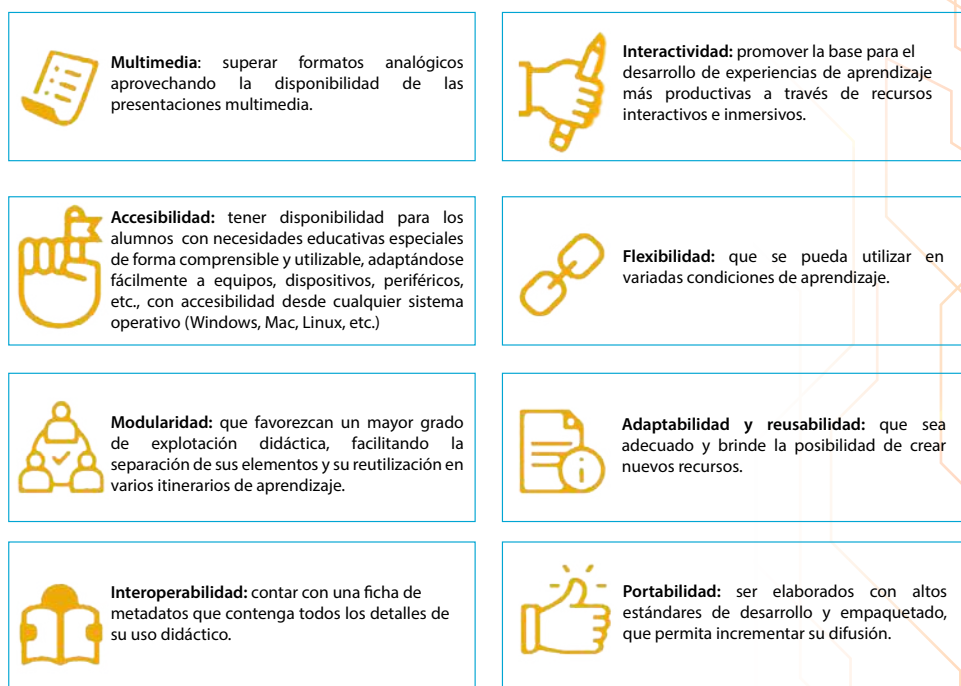 Multimedia: superar formatos analógicos
aprovechando la disponibilidad de las
presentaciones multimedia.
Interactividad: promover la base para el
desarrollo de experiencias de aprendizaje
más productivas a través de recursos
interactivos e inmersivos.
Accesibilidad: tener disponibilidad para los
alumnos con necesidades educativas especiales
de forma comprensible y utilizable, adaptándose
fácilmente a equipos, dispositivos, periféricos,
etc., con accesibilidad desde cualquier sistema
operativo (Windows, Mac, Linux, etc.)
Flexibilidad: que se pueda utilizar en
variadas condiciones de aprendizaje.
Modularidad: que favorezcan un mayor grado
de explotación didáctica, facilitando la
separación de sus elementos y su reutilización en
varios itinerarios de aprendizaje.
Adaptabilidad y reusabilidad: que sea
adecuado y brinde la posibilidad de crear
nuevos recursos.
Interoperabilidad: contar con una ficha de
metadatos que contenga todos los detalles de
su uso didáctico.
Portabilidad: ser elaborados con altos
estándares de desarrollo y empaquetado,
que permita incrementar su difusión.